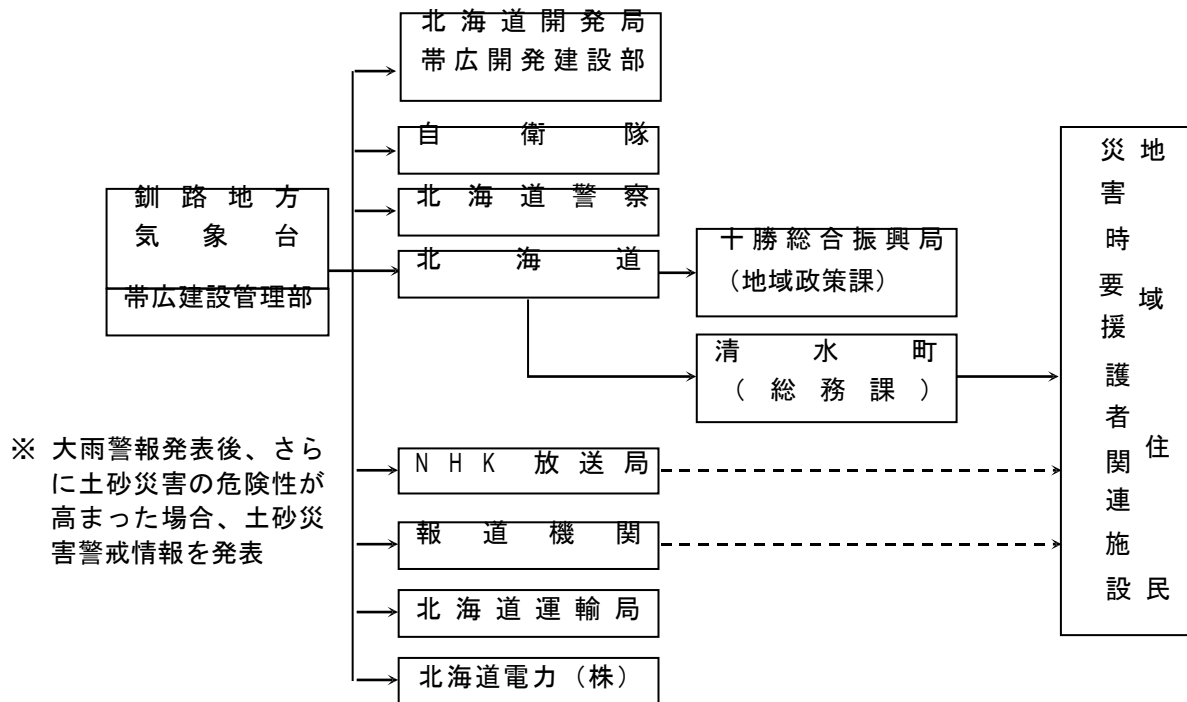 北海道開発局
帯広開発建設部
自衛隊
釧路地方
気象台
帯広建設管理部
北海道警察
北海道
十勝総合振興局
(地域政策課)
清水町
(総務課)
地域住民
災害時要援護者関連施設
※ 大雨警報発表後、さら
に土砂災害の危険性が
高まった場合、土砂災
害警戒情報を発表
NHK 放送局
報道機関
北海道運輸局
北海道電力(株)